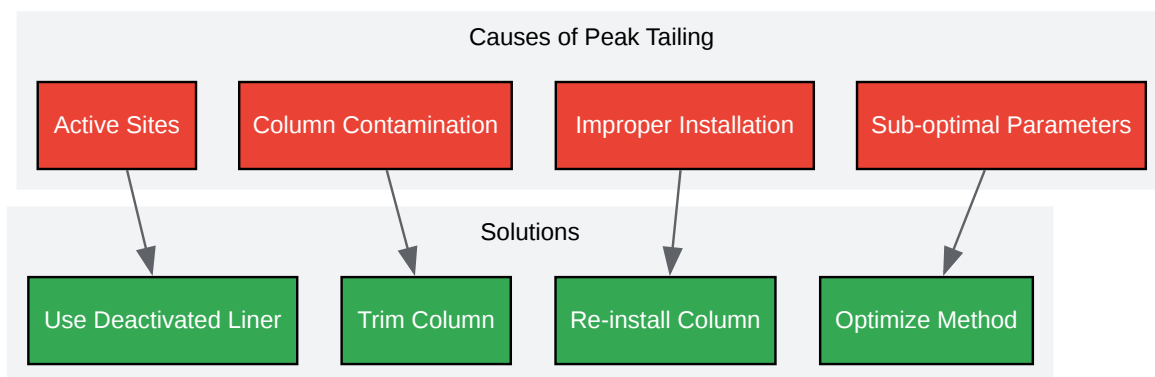 Causes of Peak Tailing
Active Sites
Column Contamination
Improper Installation
Sub-optimal Parameters
Solutions
Use Deactivated Liner
Trim Column
Re-install Column
Optimize Method